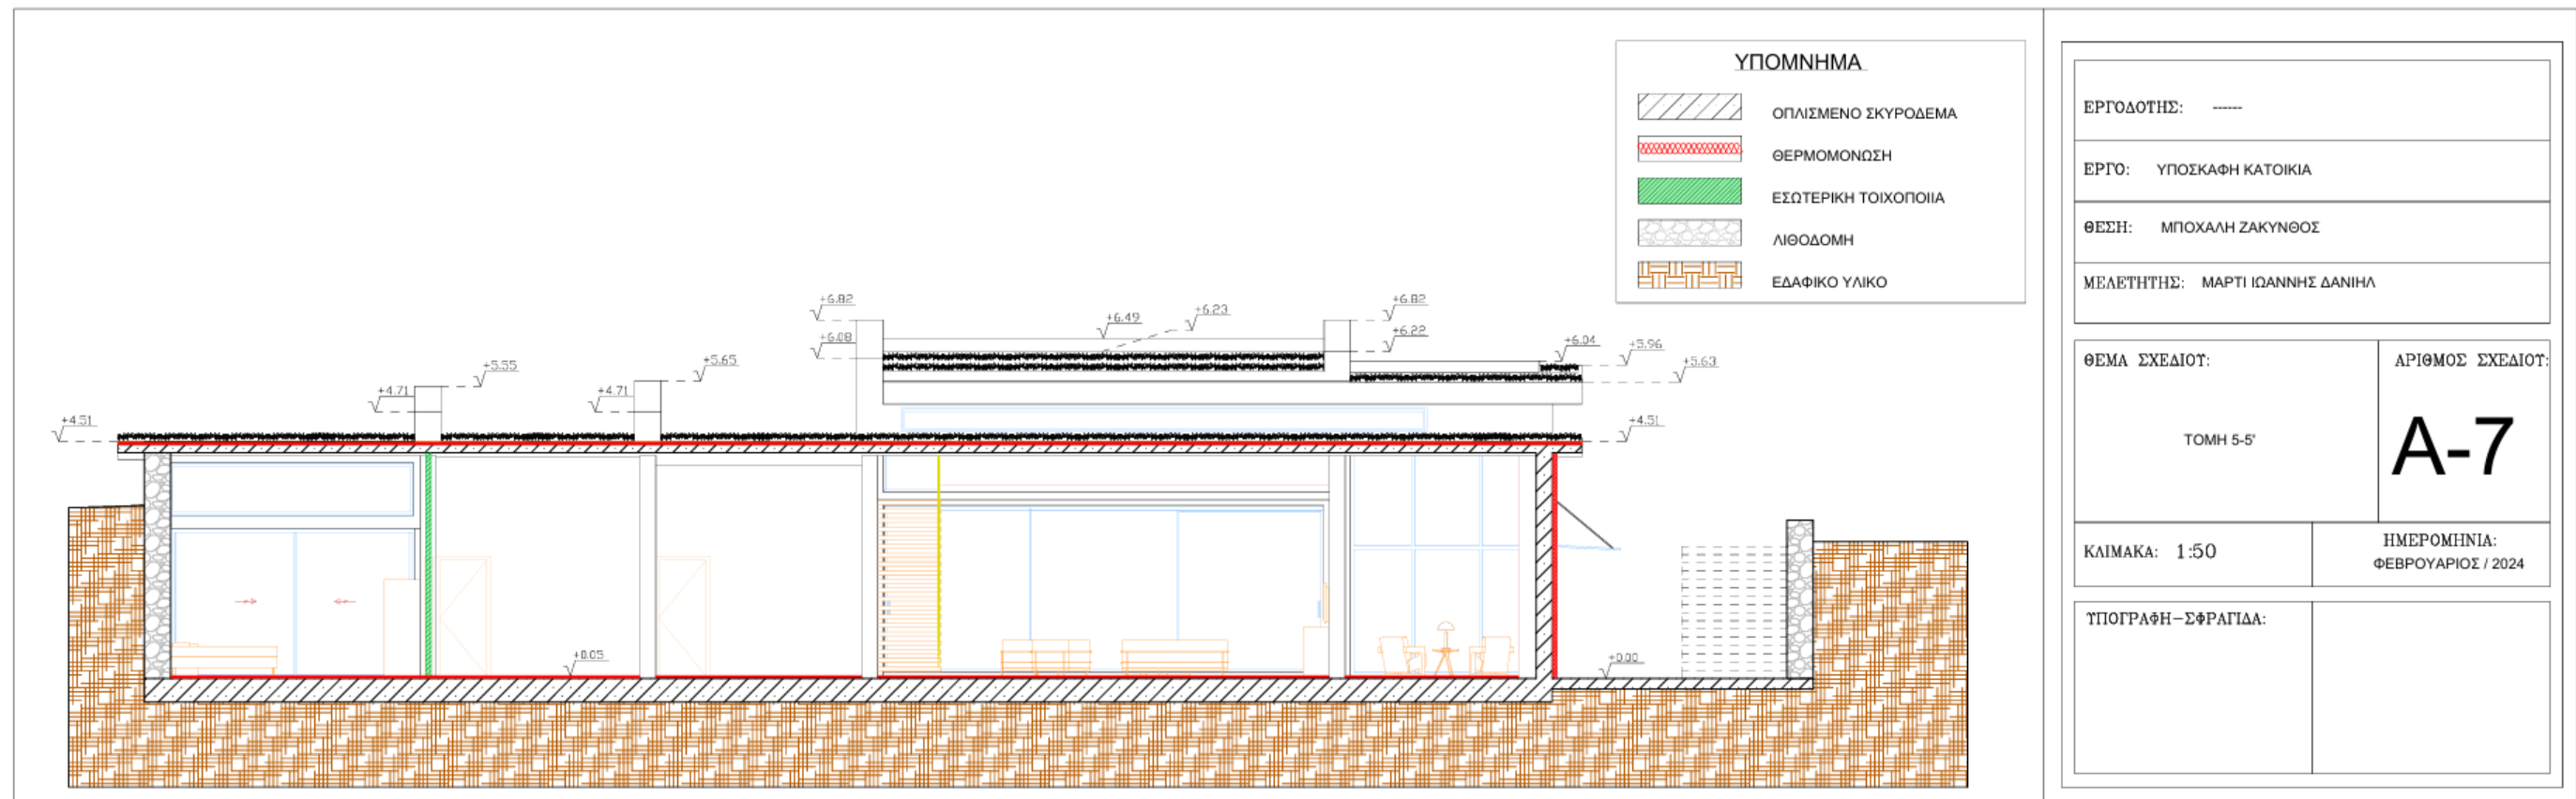 ΥΠΟΜΝΗΜΑ
ΟΠΛΙΣΜΕΝΟ ΣΚΥΡΟΔΕΜΑ
ΘΕΡΜΟΜΟΝΩΣΗ
ΕΣΩΤΕΡΙΚΗ ΤΟΙΧΟΠΟΙΙΑ
ΛΙΘΟΔΟΜΗ
ΕΔΑΦΙΚΟ ΥΛΙΚΟ
+6.82
+6.82
+6.49
+6.23
+6.08
+6.22
+6.04
+5.96
+5.63
+5.55
+5.65
+4.71
+4.71
+4.51
+4.51
+0.05
+0.00
ΕΡΓΟΔΟΤΗΣ: ------
ΕΡΓΟ: ΥΠΟΣΚΑΦΗ ΚΑΤΟΙΚΙΑ
ΘΕΣΗ: ΜΠΟΧΑΛΗ ΖΑΚΥΝΘΟΣ
ΜΕΛΕΤΗΤΗΣ: ΜΑΡΤΙ ΙΩΑΝΝΗΣ ΔΑΝΙΗΛ
ΘΕΜΑ ΣΧΕΔΙΟΥ:
ΤΟΜΗ 5-5'
ΑΡΙΘΜΟΣ ΣΧΕΔΙΟΥ:
A-7
ΚΛΙΜΑΚΑ: 1:50
ΗΜΕΡΟΜΗΝΙΑ:
ΦΕΒΡΟΥΑΡΙΟΣ / 2024
ΥΠΟΓΡΑΦΗ-ΣΦΡΑΓΙΔΑ: